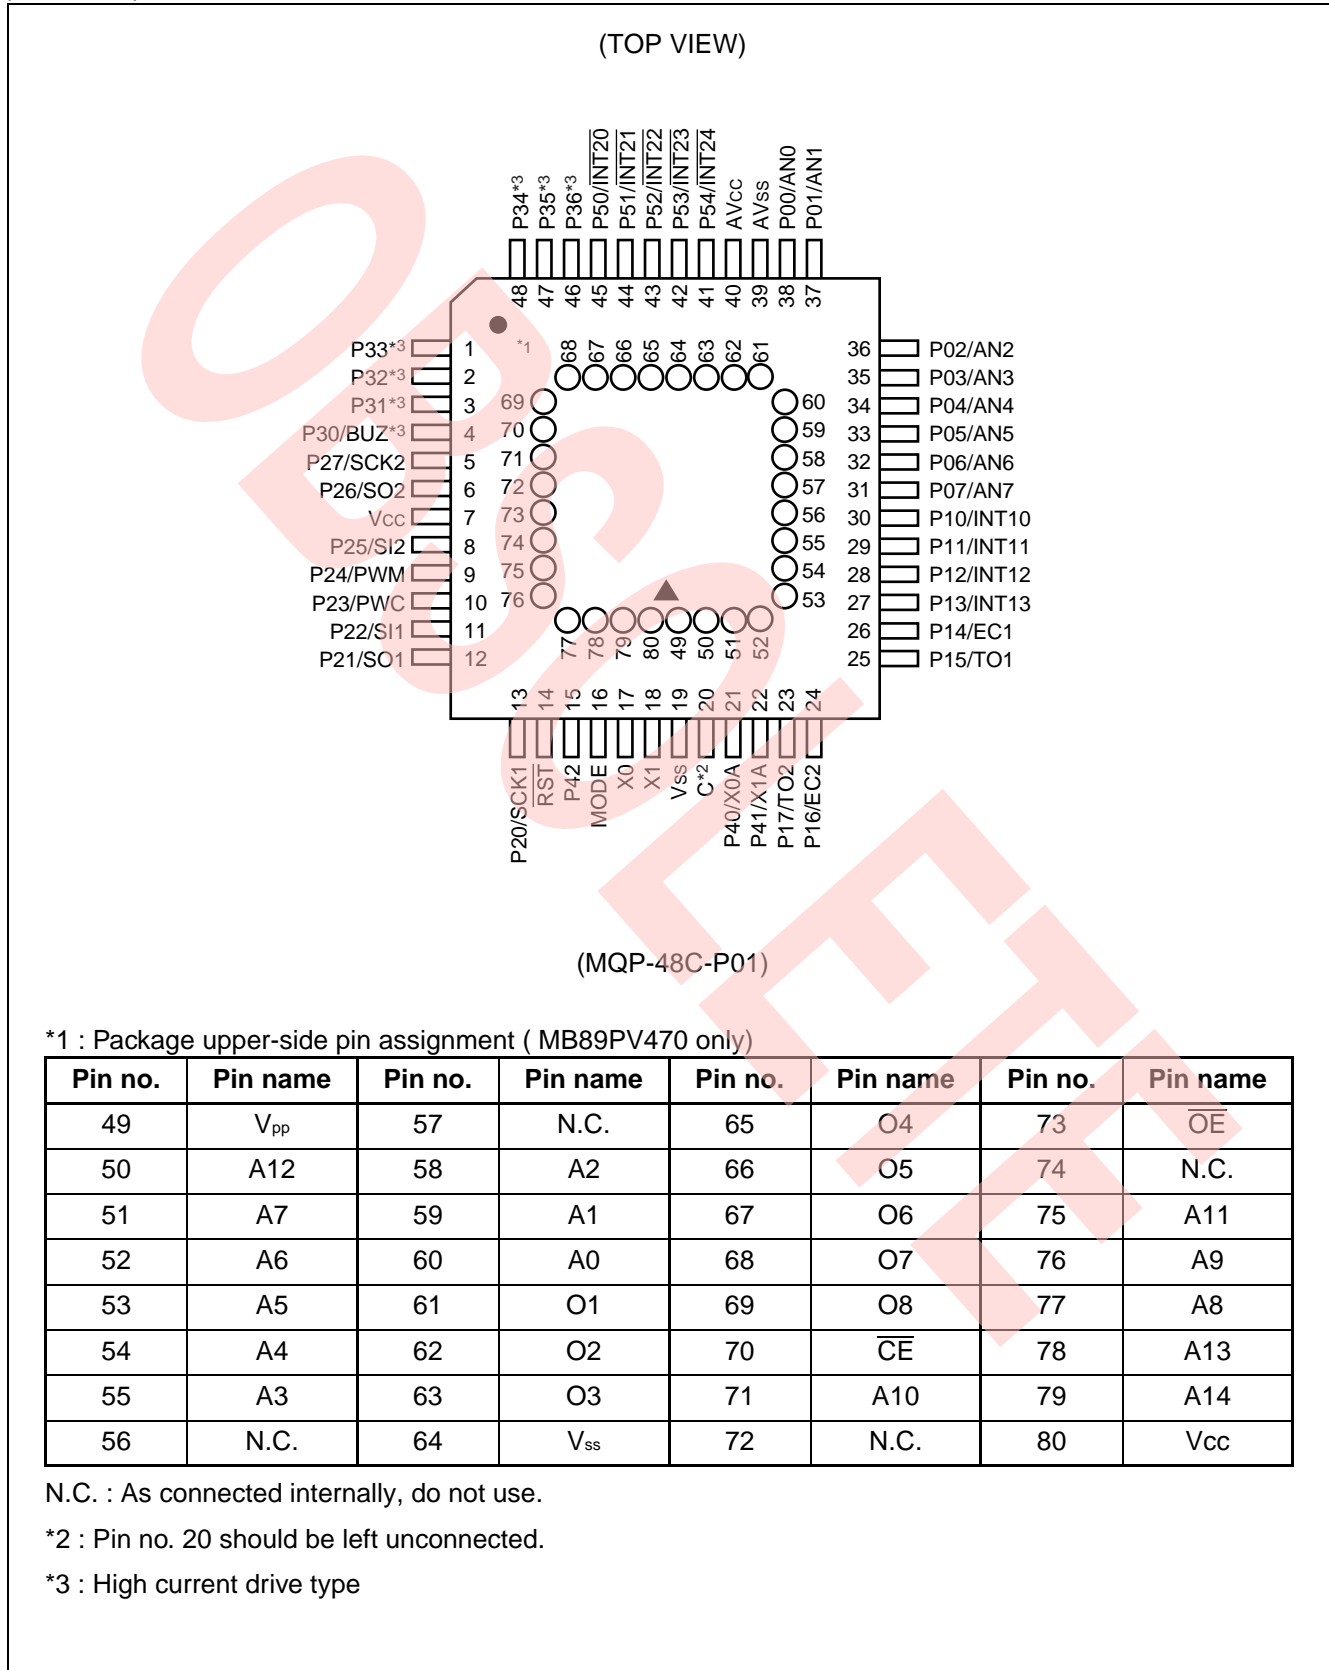 (TOP VIEW)
P34*3
P35*3
P36*3
P50/INT20
P51/INT21
P52/INT22
P53/INT23
P54/INT24
AVcc
AVss
P00/AN0
P01/AN1
48 47 46 45 44 43 42 41 40 39 38 37
P33*3 1
P32*3 2
P31*3 3
P30/BUZ*3 4
P27/SCK2 5
P26/SO2 6
Vcc 7
P25/SI2 8
P24/PWM 9
P23/PWC 10
P22/SI1 11
P21/SO1 12
*1
68 67 66 65 64 63 62 61
69
70
71
72
73
74
75
76
60
59
58
57
56
55
54
53
77 78 79 80 49 50 51 52
36 P02/AN2
35 P03/AN3
34 P04/AN4
33 P05/AN5
32 P06/AN6
31 P07/AN7
30 P10/INT10
29 P11/INT11
28 P12/INT12
27 P13/INT13
26 P14/EC1
25 P15/TO1
13 14 15 16 17 18 19 20 21 22 23 24
P20/SCK1
RST
P42
MODE
X0
X1
Vss
C*2
P40/X0A
P41/X1A
P17/TO2
P16/EC2
(MQP-48C-P01)
*1 : Package upper-side pin assignment ( MB89PV470 only)
Pin no. Pin name Pin no. Pin name Pin no. Pin name Pin no. Pin name
49 Vpp 57 N.C. 65 O4 73 OE
50 A12 58 A2 66 O5 74 N.C.
51 A7 59 A1 67 O6 75 A11
52 A6 60 A0 68 O7 76 A9
53 A5 61 O1 69 O8 77 A8
54 A4 62 O2 70 CE 78 A13
55 A3 63 O3 71 A10 79 A14
56 N.C. 64 Vss 72 N.C. 80 Vcc
N.C. : As connected internally, do not use.
*2 : Pin no. 20 should be left unconnected.
*3 : High current drive type
OBSOLETE